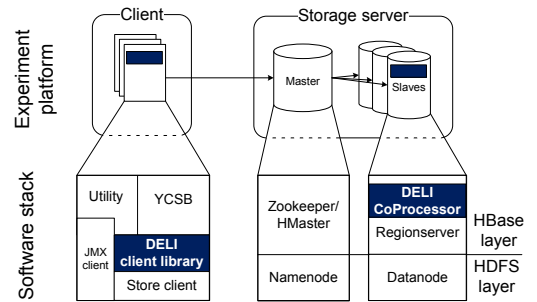 Client
Storage server
Experiment
platform
Master
Slaves
Software stack
Utility
YCSB
JMX
client
DELI
client library
Store client
Zookeeper/
HMaster
Namenode
DELI
CoProcessor
Regionserver
Datanode
HBase
layer
HDFS
layer